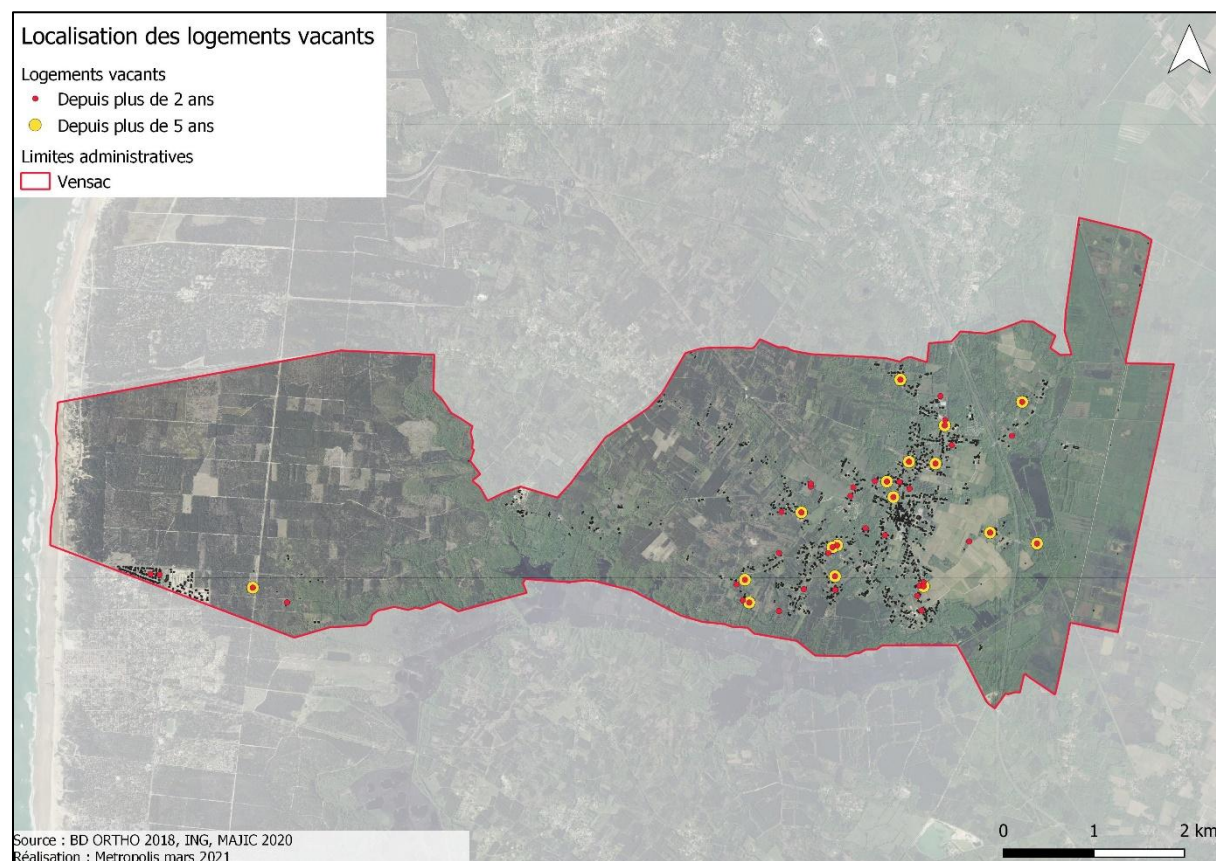 Localisation des logements vacants
Logements vacants
Depuis plus de 2 ans
Depuis plus de 5 ans
Limites administratives
Vensac
0 1 2 km
Source : BD ORTHO 2018, ING, MAJIC 2020
Réalisation : Metropolis mars 2021